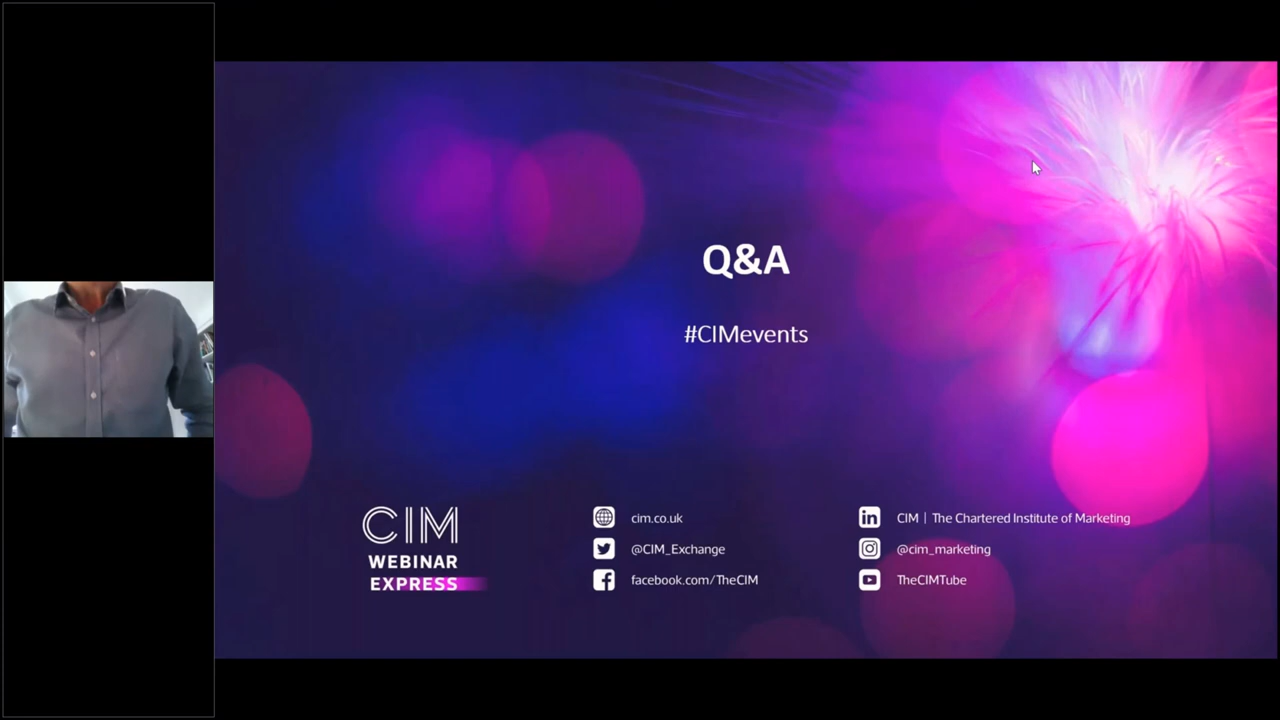 Q&A
#CIMevents
CIM
WEBINAR
EXPRESS
cim.co.uk
@CIM_Exchange
facebook.com/TheCIM
CIM | The Chartered Institute of Marketing
@cim_marketing
TheCIMTube